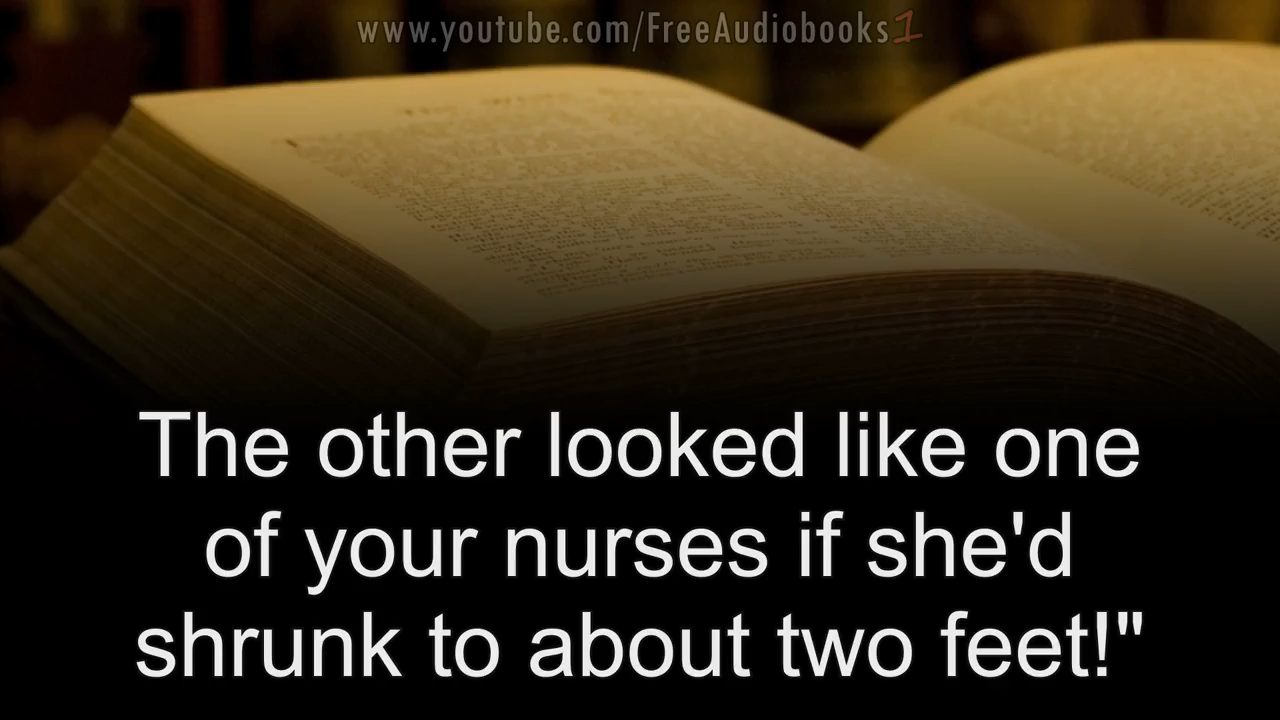 www.youtube.com/FreeAudiobooks1
The other looked like one
of your nurses if she'd
shrunk to about two feet!"